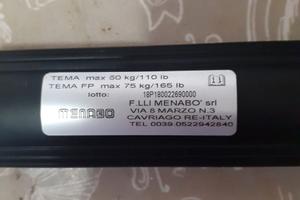 TEMA max 50 kg/110 lb
TEMA FP max 75 kg/165 lb
lotto: 18P180022690000
MENABO
F.LLI MENABO' srl
VIA 8 MARZO N.3
CAVRIAGO RE-ITALY
TEL 0039 0522942840